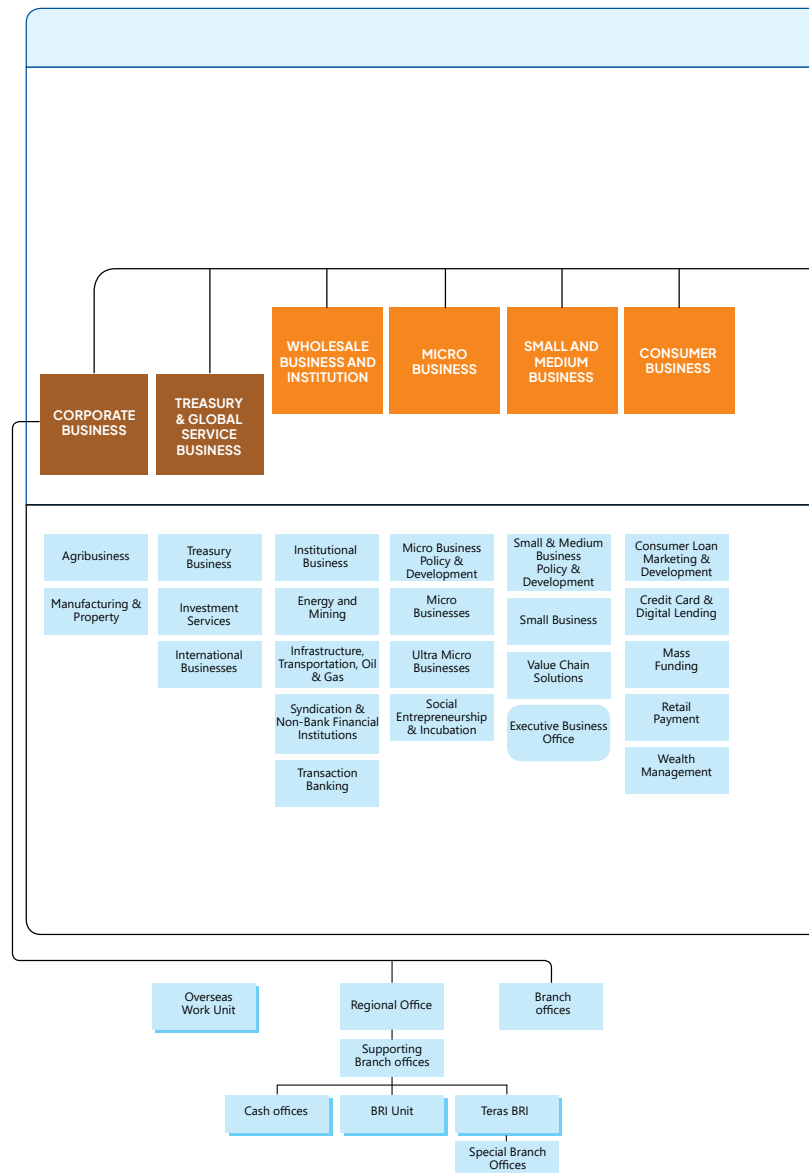 CORPORATE
BUSINESS
TREASURY
& GLOBAL
SERVICE
BUSINESS
WHOLESALE
BUSINESS AND
INSTITUTION
MICRO
BUSINESS
SMALL AND
MEDIUM
BUSINESS
CONSUMER
BUSINESS
Agribusiness
Manufacturing &
Property
Treasury
Business
Investment
Services
International
Businesses
Institutional
Business
Energy and
Mining
Infrastructure,
Transportation, Oil
& Gas
Syndication &
Non-Bank Financial
Institutions
Transaction
Banking
Micro Business
Policy &
Development
Micro
Businesses
Ultra Micro
Businesses
Social
Entrepreneurship
& Incubation
Small & Medium
Business
Policy &
Development
Small Business
Value Chain
Solutions
Executive Business
Office
Consumer Loan
Marketing &
Development
Credit Card &
Digital Lending
Mass
Funding
Retail
Payment
Wealth
Management
Overseas
Work Unit
Regional Office
Branch
offices
Supporting
Branch offices
Cash offices
BRI Unit
Teras BRI
Special Branch
Offices